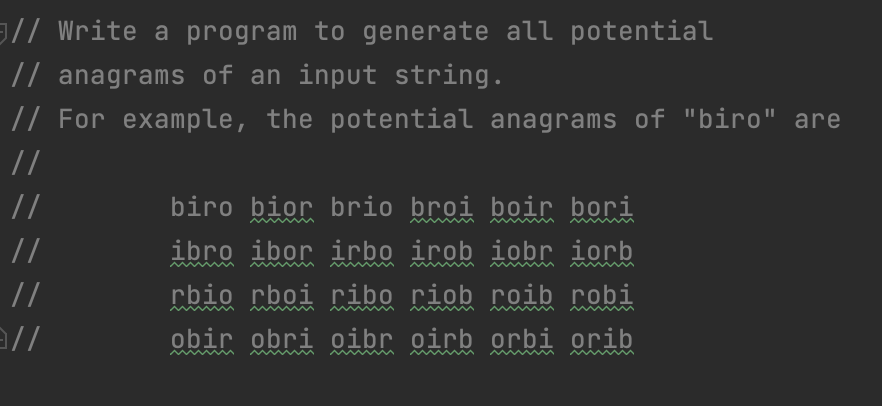 // Write a program to generate all potential
// anagrams of an input string.
// For example, the potential anagrams of "biro" are
//
// biro bior brio broi boir bori
// ibro ibor irbo irob iobr iorb
// rbio rboi ribo riob roib robi
// obir obri oibr oirb orbi orib